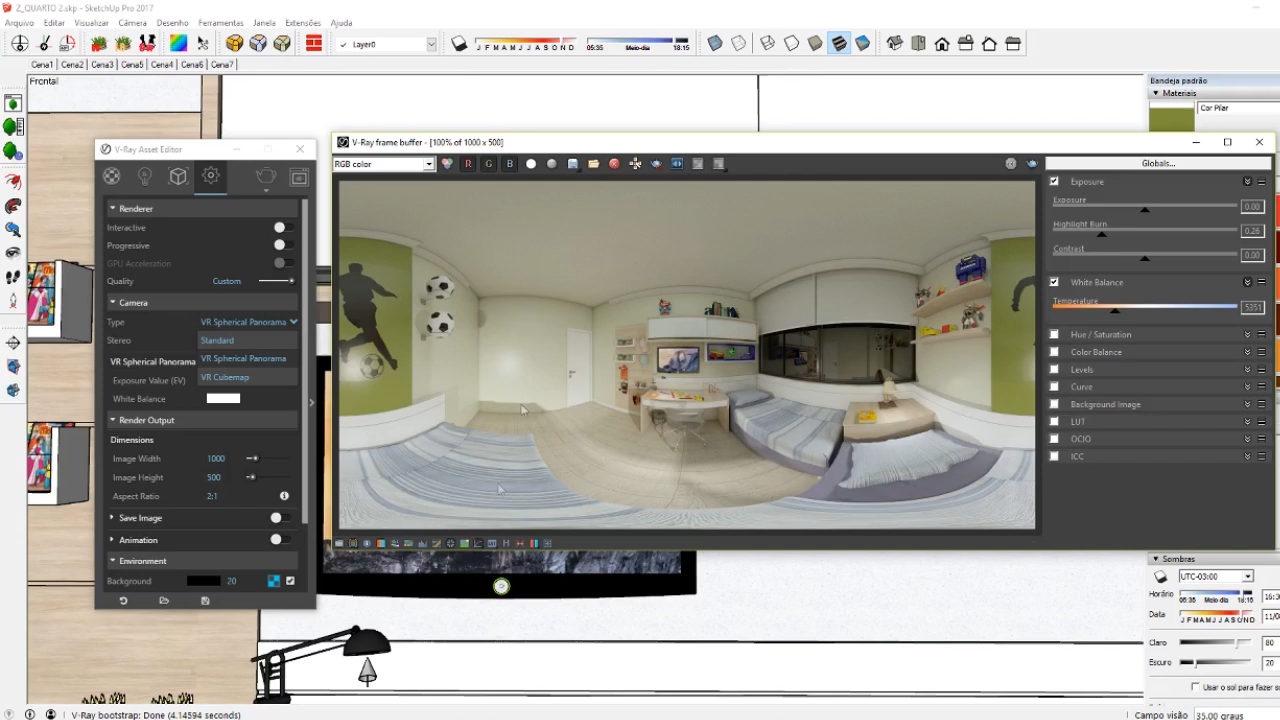 Z_QUARTO 2.skp - SketchUp Pro 2017
Arquivo Editar Visualizar Câmera Desenho Ferramentas Janela Extensões Ajuda
Layer0
J F M A M J J A S O N D
05:35 Meio-dia 18:15
Cena1 Cena2 Cena3 Cena5 Cena4 Cena6 Cena7
Frontal
V-Ray Asset Editor
Renderer
Interactive
Progressive
GPU Acceleration
Quality Custom
Camera
Type VR Spherical Panorama
Stereo Standard
VR Spherical Panorama VR Spherical Panorama
Exposure Value (EV) VR Cubemap
White Balance
Render Output
Dimensions
Image Width 1000
Image Height 500
Aspect Ratio 2:1
Save Image
Animation
Environment
Background 20
V-Ray frame buffer - [100% of 1000 x 500]
RGB color
R G B
Globals...
Exposure
Exposure 0.00
Highlight Burn 0.26
Contrast 0.00
White Balance
Temperature 5351
Hue / Saturation
Color Balance
Levels
Curve
Background Image
LUT
OCIO
ICC
Bandeja padrão
Materiais
Cor Pilar
Sombras
UTC-03:00
Horário 05:35 Meio-dia 18:15
Data J F M A M J J A S O N D
Claro 80
Escuro 20
Usar o sol para fazer
V-Ray bootstrap: Done (4.14594 seconds)
Campo visão 35.00 graus